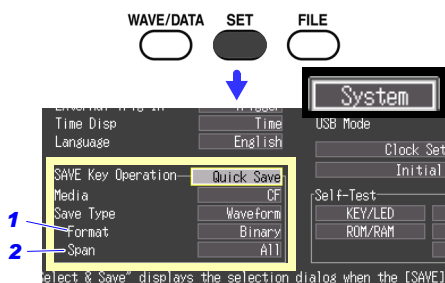 WAVE/DATA SET FILE
System
External Trig In Trigger
Time Disp Time USB Mode
Language English Clock Set
Initial
SAVE Key Operation Quick Save
Media CF Self-Test
Save Type Waveform KEY/LED
1 Format Binary ROM/RAM
2 Span All
elect & Save" displays the selection dialog when the [SAVE]